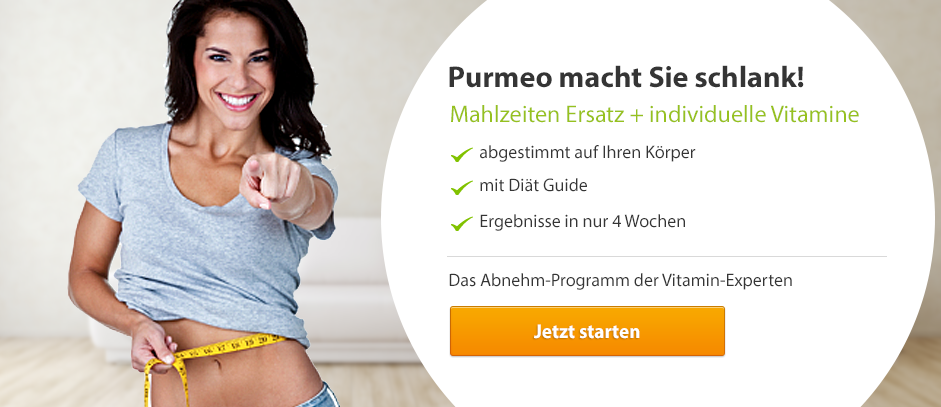 Purmeo macht Sie schlank!
Mahlzeiten Ersatz + individuelle Vitamine
abgestimmt auf Ihren Körper
mit Diät Guide
Ergebnisse in nur 4 Wochen
Das Abnehm-Programm der Vitamin-Experten
Jetzt starten